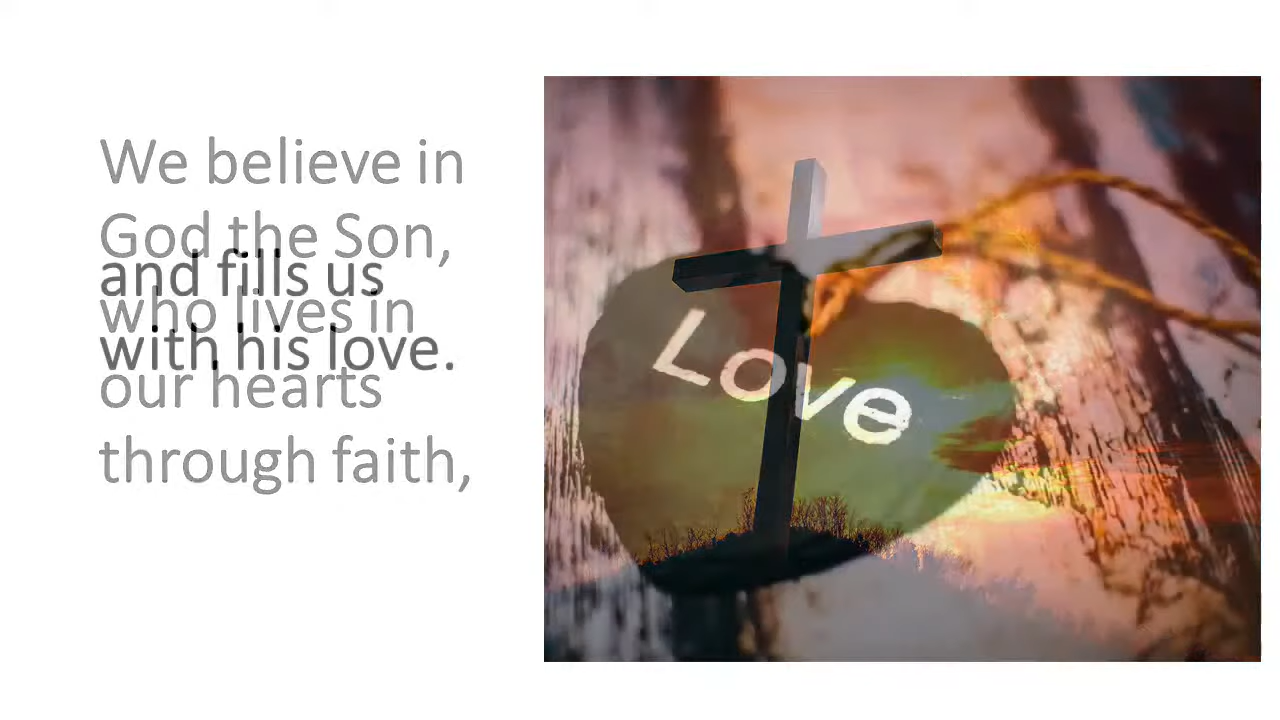 We believe in
God the Son,
who lives in
our hearts
through faith,
and fills us
with his love.
Love